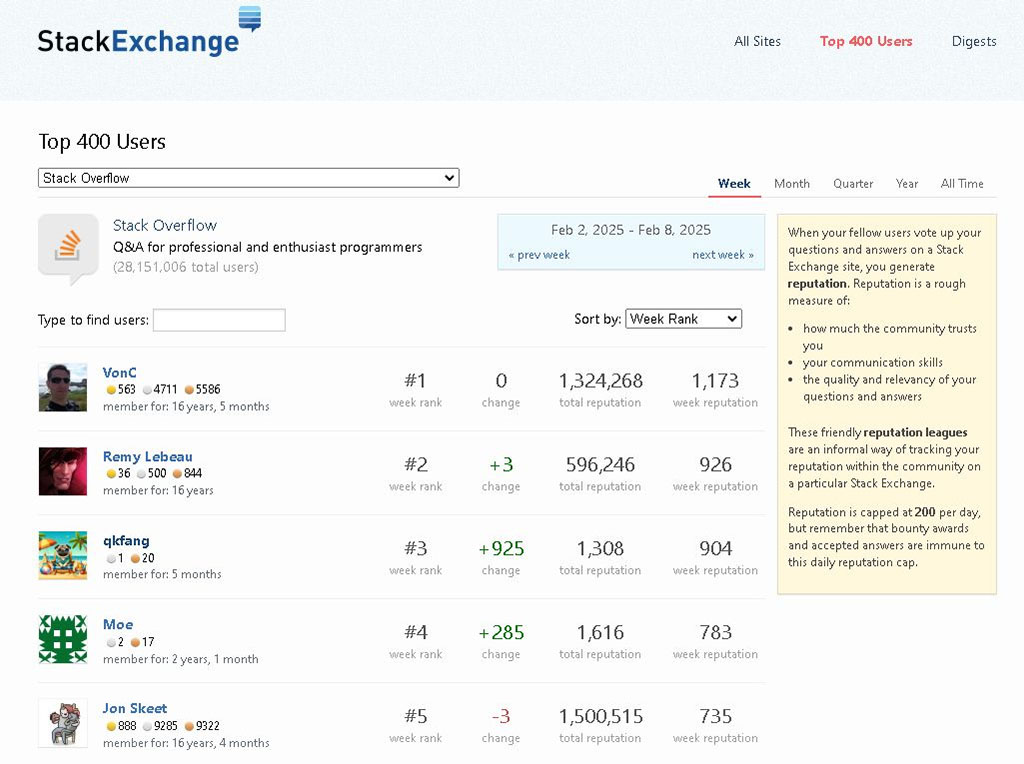 StackExchange
All Sites
Top 400 Users
Digests
Top 400 Users
Stack Overflow
Week
Month
Quarter
Year
All Time
Stack Overflow
Q&A for professional and enthusiast programmers
(28,151,006 total users)
Feb 2, 2025 - Feb 8, 2025
« prev week
next week »
Type to find users:
Sort by: Week Rank
VonC
563 4711 5586
member for: 16 years, 5 months
#1
week rank
0
change
1,324,268
total reputation
1,173
week reputation
Remy Lebeau
36 500 844
member for: 16 years
#2
week rank
+3
change
596,246
total reputation
926
week reputation
qkfang
1 20
member for: 5 months
#3
week rank
+925
change
1,308
total reputation
904
week reputation
Moe
2 17
member for: 2 years, 1 month
#4
week rank
+285
change
1,616
total reputation
783
week reputation
Jon Skeet
888 9285 9322
member for: 16 years, 4 months
#5
week rank
-3
change
1,500,515
total reputation
735
week reputation
When your fellow users vote up your
questions and answers on a Stack
Exchange site, you generate
reputation. Reputation is a rough
measure of:
• how much the community trusts
you
• your communication skills
• the quality and relevancy of your
questions and answers
These friendly reputation leagues
are an informal way of tracking your
reputation within the community on
a particular Stack Exchange.
Reputation is capped at 200 per day,
but remember that bounty awards
and accepted answers are immune to
this daily reputation cap.